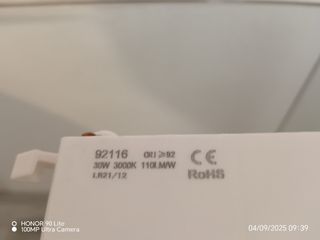 92116 CRI≥92 CE
30W 3000K 110LM/W
LR21/12 RoHS
HONOR 90 Lite
100MP Ultra Camera
04/09/2025 09:39